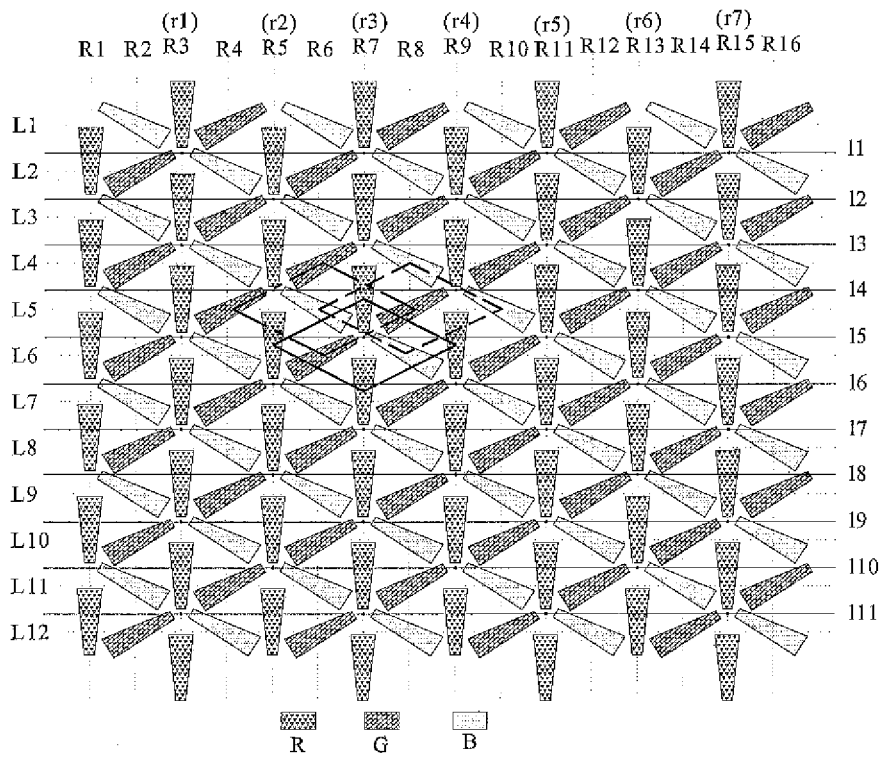 (r1) (r2) (r3) (r4) (r5) (r6) (r7)
R1 R2 R3 R4 R5 R6 R7 R8 R9 R10 R11 R12 R13 R14 R15 R16
L1
l1
L2
l2
L3
l3
L4
l4
L5
l5
L6
l6
L7
l7
L8
l8
L9
l9
L10
l10
L11
l11
L12
R G B